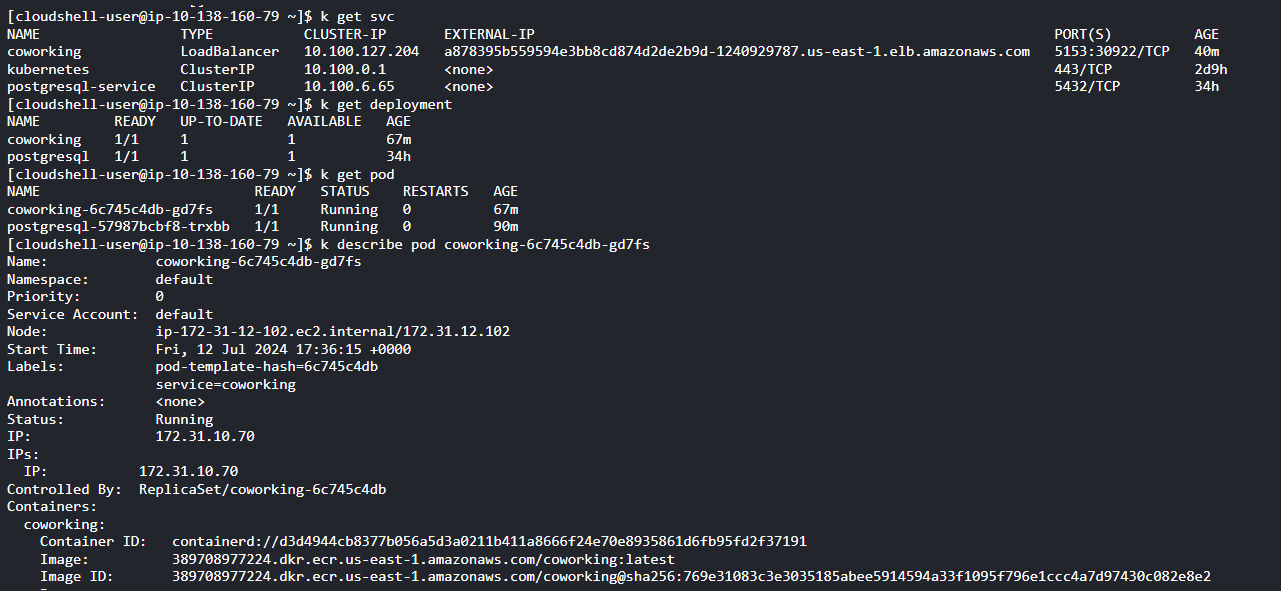 [cloudshell-user@ip-10-138-160-79 ~]$ k get svc
NAME TYPE CLUSTER-IP EXTERNAL-IP PORT(S) AGE
coworking LoadBalancer 10.100.127.204 a878395b559594e3bb8cd874d2de2b9d-1240929787.us-east-1.elb.amazonaws.com 5153:30922/TCP 40m
kubernetes ClusterIP 10.100.0.1 <none> 443/TCP 2d9h
postgresql-service ClusterIP 10.100.6.65 <none> 5432/TCP 34h
[cloudshell-user@ip-10-138-160-79 ~]$ k get deployment
NAME READY UP-TO-DATE AVAILABLE AGE
coworking 1/1 1 1 67m
postgresql 1/1 1 1 34h
[cloudshell-user@ip-10-138-160-79 ~]$ k get pod
NAME READY STATUS RESTARTS AGE
coworking-6c745c4db-gd7fs 1/1 Running 0 67m
postgresql-57987bcbf8-trxbb 1/1 Running 0 90m
[cloudshell-user@ip-10-138-160-79 ~]$ k describe pod coworking-6c745c4db-gd7fs
Name: coworking-6c745c4db-gd7fs
Namespace: default
Priority: 0
Service Account: default
Node: ip-172-31-12-102.ec2.internal/172.31.12.102
Start Time: Fri, 12 Jul 2024 17:36:15 +0000
Labels: pod-template-hash=6c745c4db
service=coworking
Annotations: <none>
Status: Running
IP: 172.31.10.70
IPs:
IP: 172.31.10.70
Controlled By: ReplicaSet/coworking-6c745c4db
Containers:
coworking:
Container ID: containerd://d3d4944cb8377b056a5d3a0211b411a8666f24e70e8935861d6fb95fd2f37191
Image: 389708977224.dkr.ecr.us-east-1.amazonaws.com/coworking:latest
Image ID: 389708977224.dkr.ecr.us-east-1.amazonaws.com/coworking@sha256:769e31083c3e3035185abee5914594a33f1095f796e1ccc4a7d97430c082e8e2